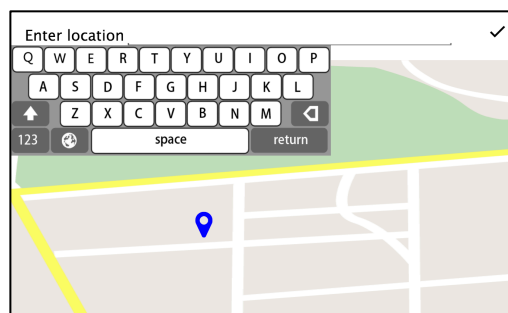 Enter location
Q W E R T Y U I O P
A S D F G H J K L
Z X C V B N M
123 space return